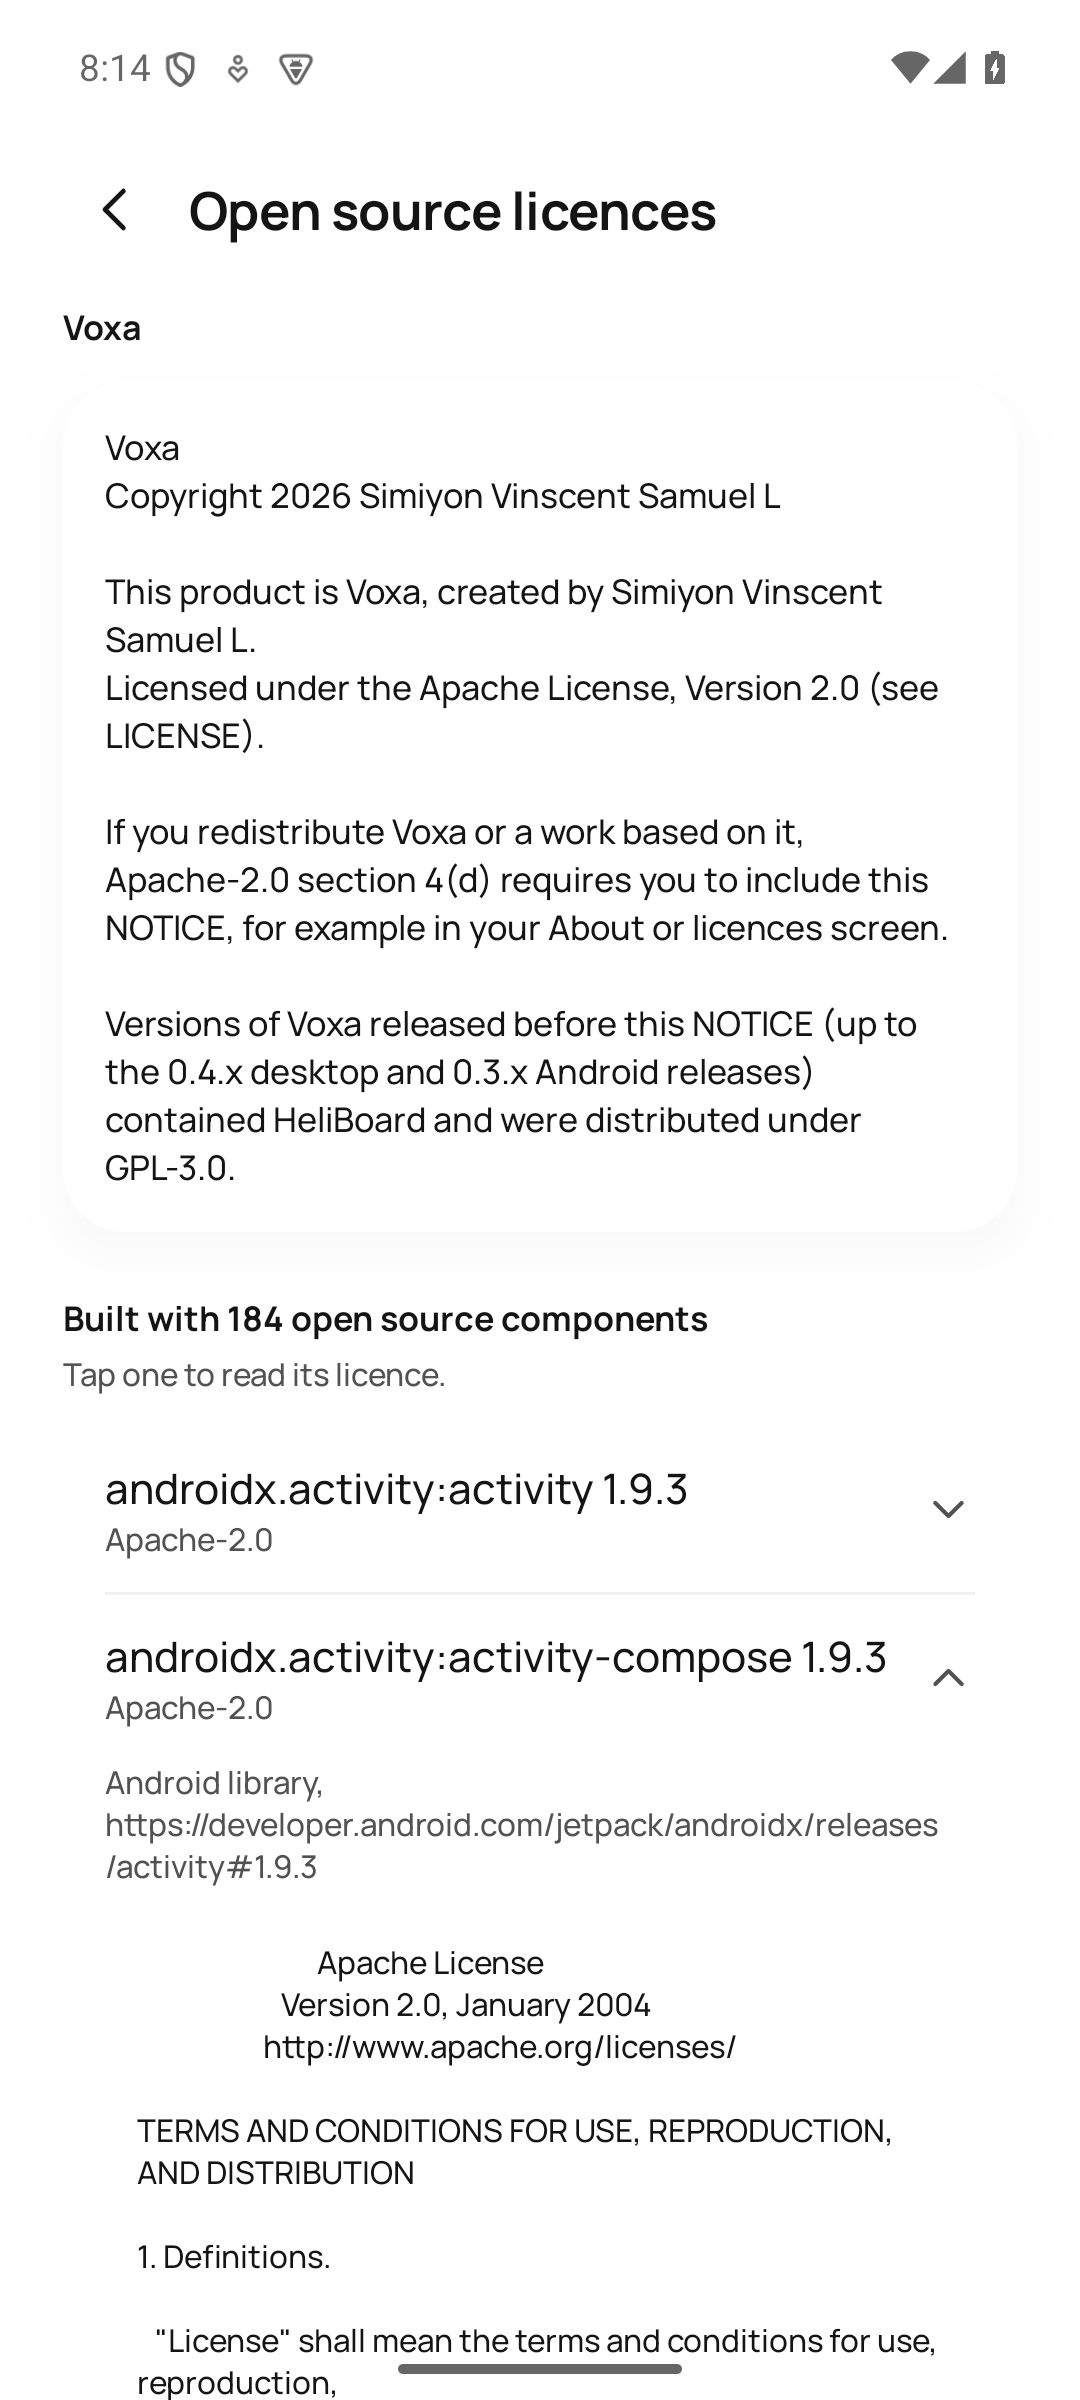 8:14
Open source licences
Voxa
Voxa
Copyright 2026 Simiyon Vinscent Samuel L
This product is Voxa, created by Simiyon Vinscent
Samuel L.
Licensed under the Apache License, Version 2.0 (see
LICENSE).
If you redistribute Voxa or a work based on it,
Apache-2.0 section 4(d) requires you to include this
NOTICE, for example in your About or licences screen.
Versions of Voxa released before this NOTICE (up to
the 0.4.x desktop and 0.3.x Android releases)
contained HeliBoard and were distributed under
GPL-3.0.
Built with 184 open source components
Tap one to read its licence.
androidx.activity:activity 1.9.3
Apache-2.0
androidx.activity:activity-compose 1.9.3
Apache-2.0
Android library,
https://developer.android.com/jetpack/androidx/releases
/activity#1.9.3
Apache License
Version 2.0, January 2004
http://www.apache.org/licenses/
TERMS AND CONDITIONS FOR USE, REPRODUCTION,
AND DISTRIBUTION
1. Definitions.
"License" shall mean the terms and conditions for use,
reproduction,